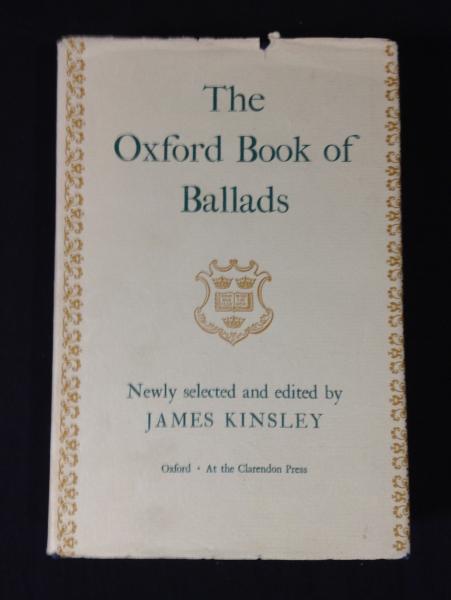 The
Oxford Book of
Ballads
Newly selected and edited by
JAMES KINSLEY
Oxford · At the Clarendon Press